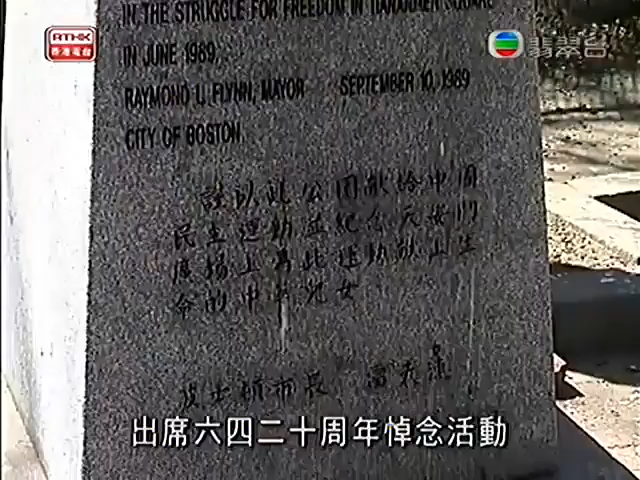 IN THE STRUGGLE FOR FREEDOM IN TIANANMEN SQUARE
IN JUNE 1989.
RAYMOND L. FLYNN, MAYOR SEPTEMBER 10, 1989
CITY OF BOSTON
RTHK
香港電台
翡翠台
以此公園獻給中國
民主運動並紀念天安門
廣場上為此運動獻出生
命的中華兒女
波士頓市長
出席六四二十周年悼念活動